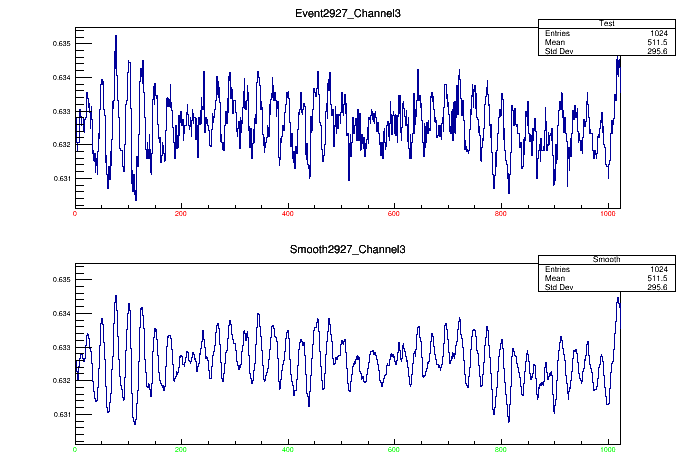 Event2927_Channel3
Test
Entries 1024
Mean 511.5
Std Dev 295.6
0.635
0.634
0.633
0.632
0.631
0 200 400 600 800 1000
Smooth2927_Channel3
Smooth
Entries 1024
Mean 511.5
Std Dev 295.6
0.635
0.634
0.633
0.632
0.631
0 200 400 600 800 1000